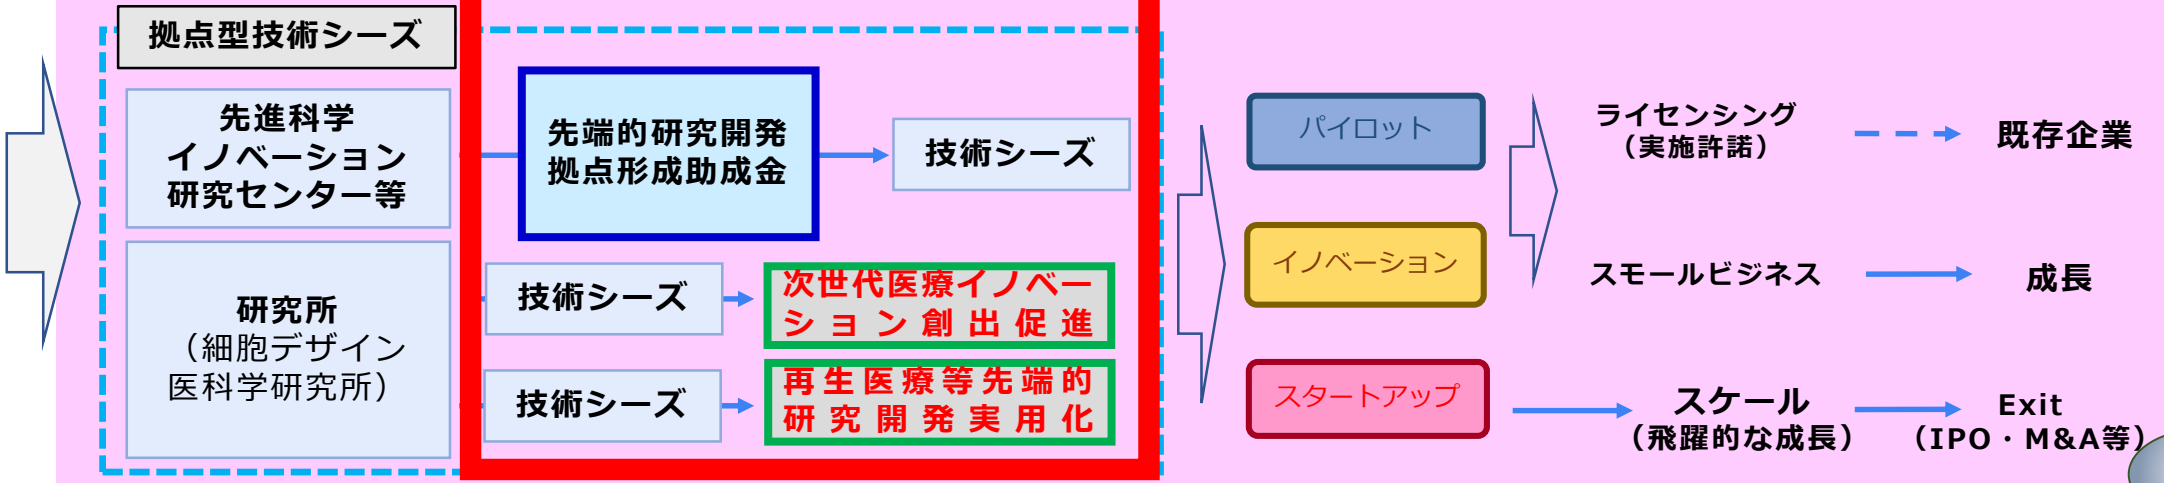 拠点型技術シーズ
先進科学
イノベーション
研究センター等
研究所
（細胞デザイン
医科学研究所）
先端的研究開発
拠点形成助成金
技術シーズ
技術シーズ
次世代医療イノベー
ション創出促進
技術シーズ
再生医療等先端的
研究開発実用化
パイロット
イノベーション
スタートアップ
ライセンシング
（実施許諾）
既存企業
スモールビジネス
成長
スケール
（飛躍的な成長）
Exit
（IPO・M&A等）